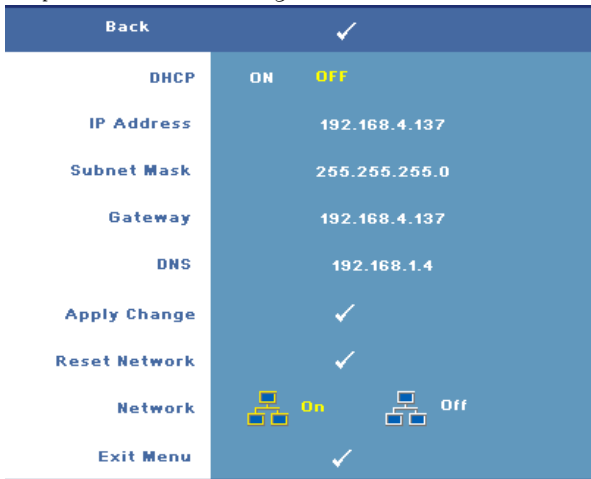 Back
DHCP ON OFF
IP Address 192.168.4.137
Subnet Mask 255.255.255.0
Gateway 192.168.4.137
DNS 192.168.1.4
Apply Change
Reset Network
Network On Off
Exit Menu